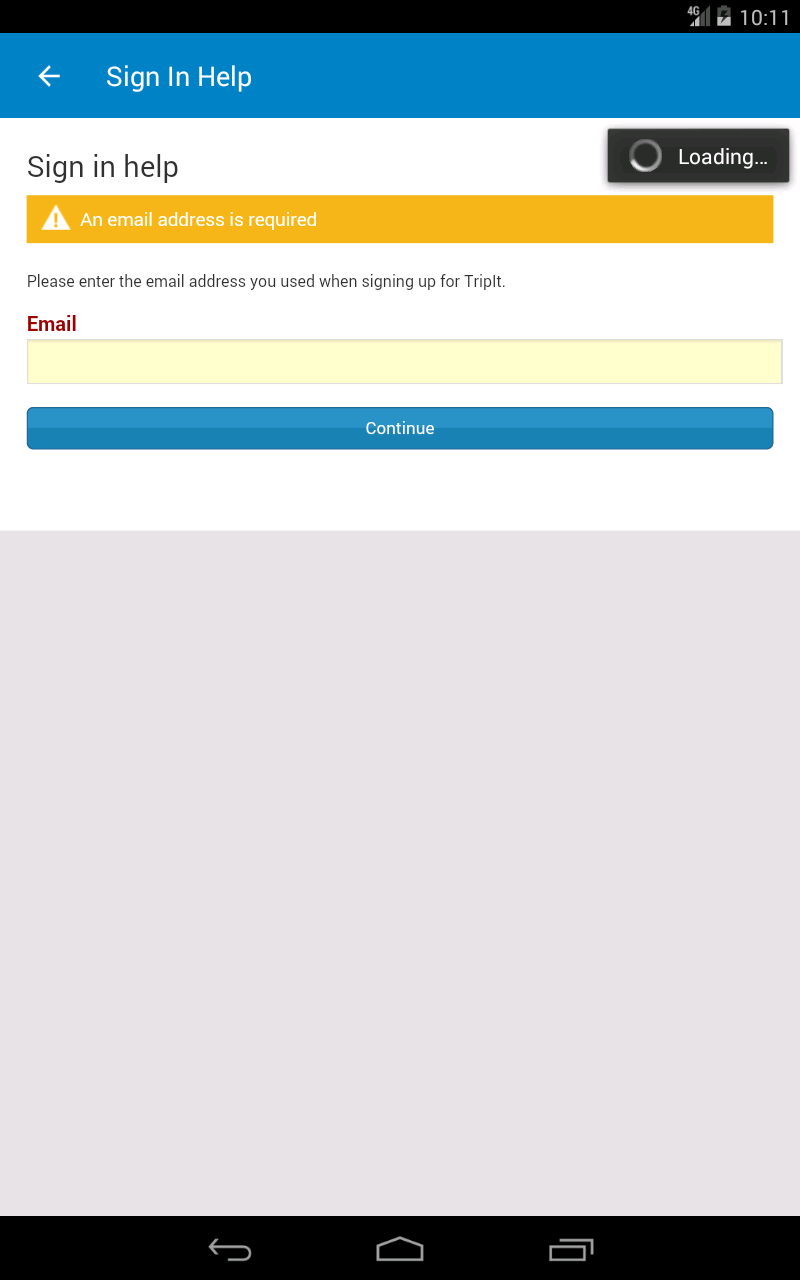 4G 10:11
Sign In Help
Loading...
Sign in help
An email address is required
Please enter the email address you used when signing up for TripIt.
Email
Continue